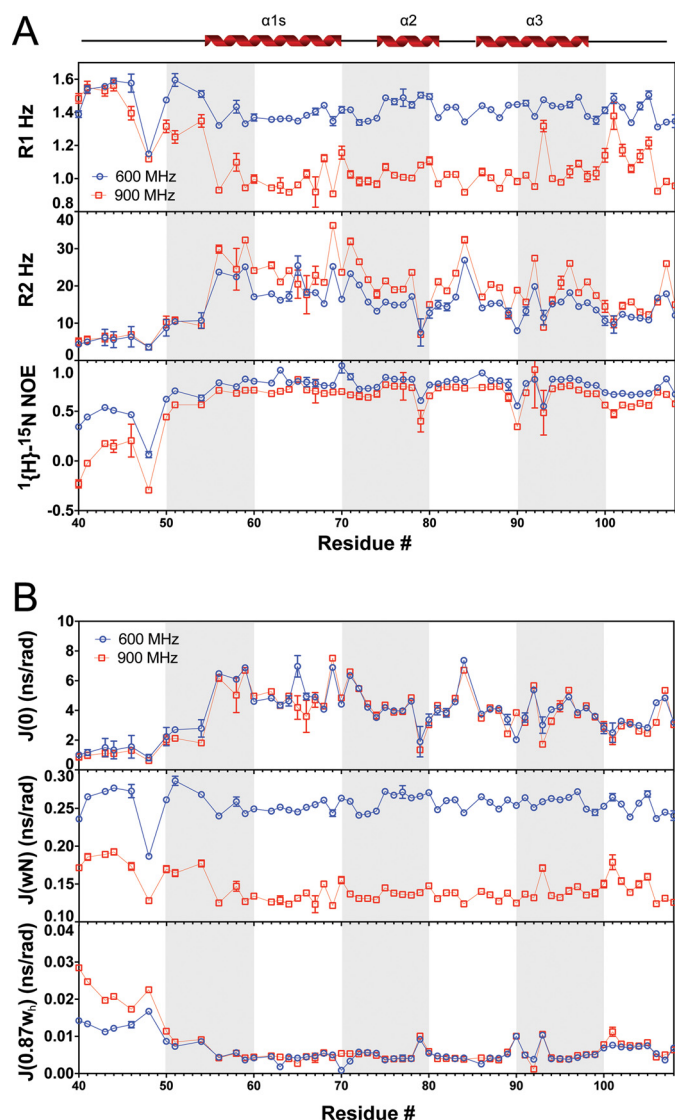 A
α1s α2 α3
R1 Hz
1.6
1.4
1.2
1.0
0.8
600 MHz
900 MHz
R2 Hz
40
30
20
10
0
¹{H}-¹⁵N NOE
1.0
0.5
0.0
-0.5
40 50 60 70 80 90 100
Residue #
B
J(0) (ns/rad)
10
8
6
4
2
0
600 MHz
900 MHz
J(wN) (ns/rad)
0.30
0.25
0.20
0.15
0.10
J(0.87wₕ) (ns/rad)
0.04
0.03
0.02
0.01
0.00
40 50 60 70 80 90 100
Residue #